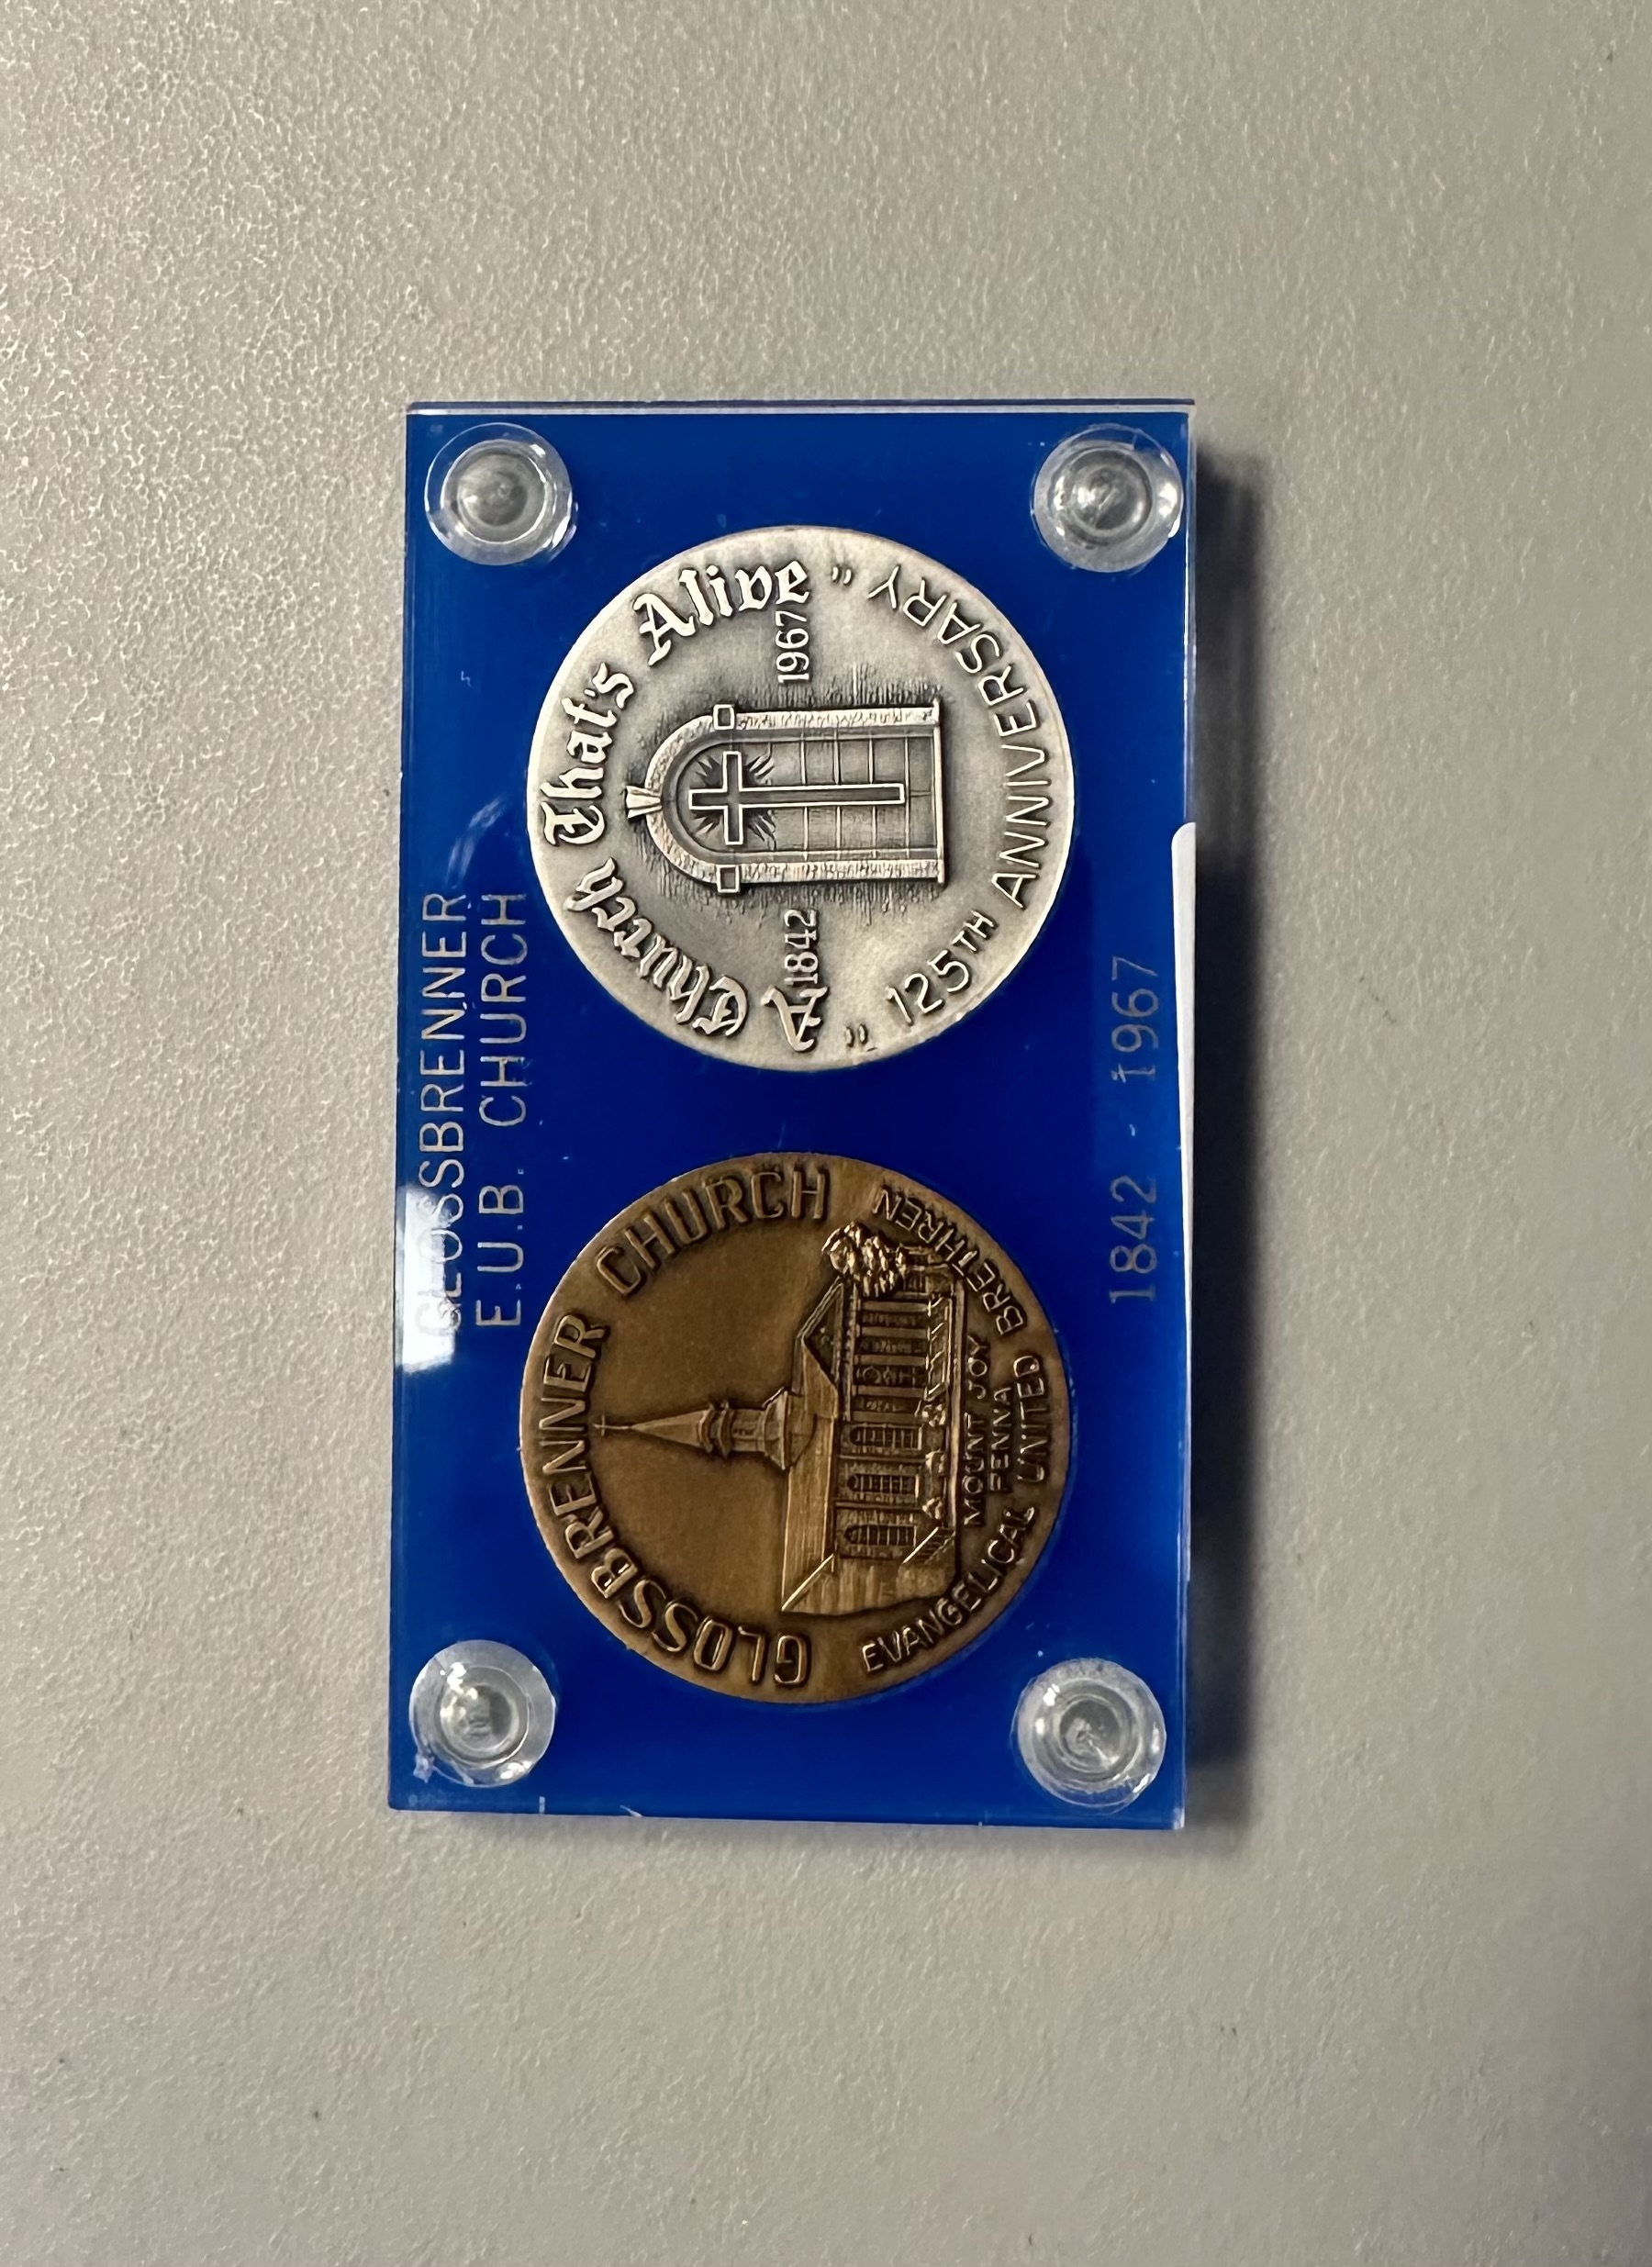 GLOSSBRENNER
E.U.B. CHURCH
GLOSSBRENNER CHURCH
MOUNT JOY
PENNA
EVANGELICAL UNITED BRETHREN
"A Church That's Alive"
1842 1967
125TH ANNIVERSARY
1842 - 1967